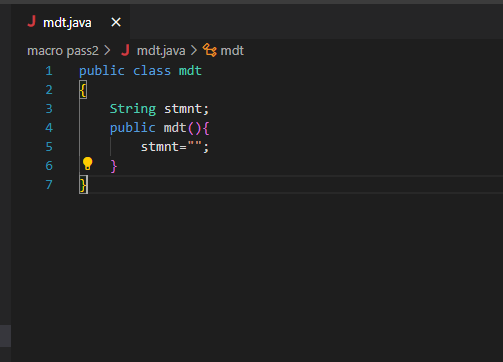 J mdt.java ×
macro pass2 > J mdt.java > mdt
1 public class mdt
2 {
3     String stmnt;
4     public mdt(){
5         stmnt="";
6     }
7 }